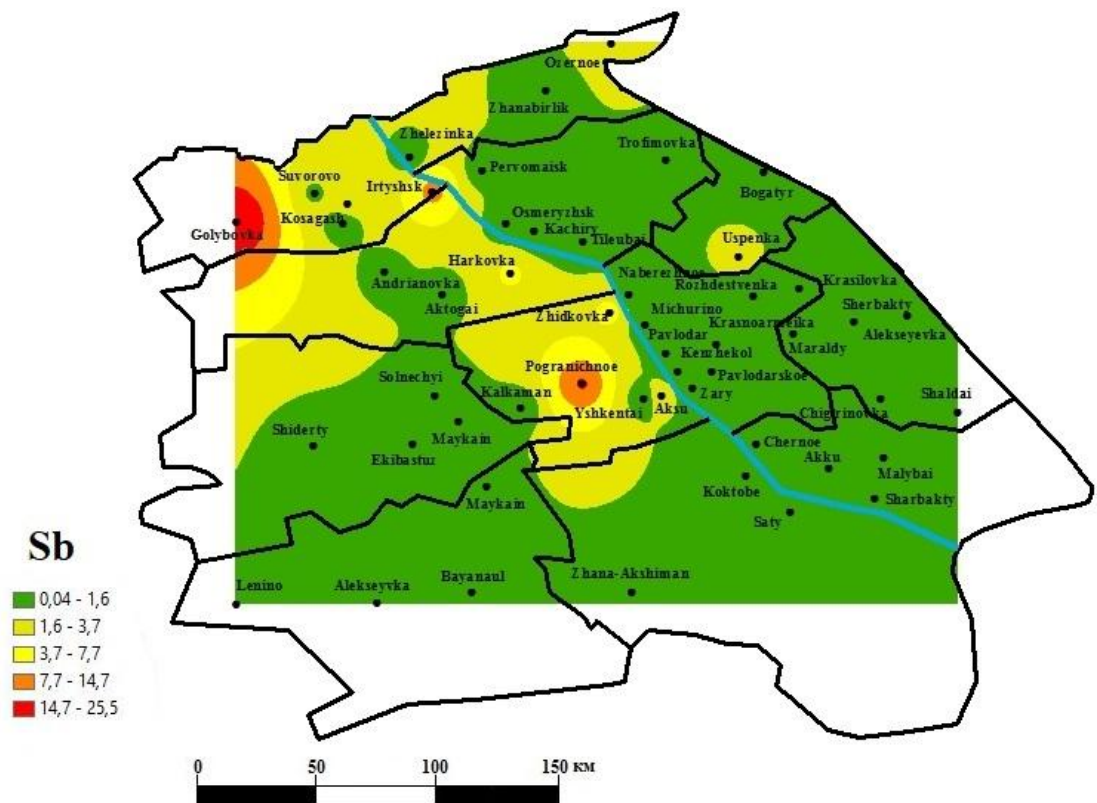 Ozernoe
Zhanabirlik
Zhelezinka
Trofimovka
Pervomaisk
Bogatyr
Suvorovo
Irtyshsk
Kosagash
Osmeryzhsk
Golybovka
Kachiry
Tileubai
Uspenka
Harkovka
Andrianovka
Naberezhnoe
Rozhdestvenka
Krasilovka
Aktogai
Michurino
Sherbakty
Zhidkovka
Krasnoarmeika
Pavlodar
Alekseyevka
Maraldy
Kenzhekol
Pogranichnoe
Solnechyi
Pavlodarskoe
Kalkaman
Zary
Shaldai
Yshkentai
Aksu
Chigirinovka
Shiderty
Maykain
Chernoe
Ekibastur
Akku
Malybai
Koktobe
Maykain
Sharbakty
Saty
Sb
Zhana-Akshiman
Bayanaul
Lenino
Alekseyvka
0,04 - 1,6
1,6 - 3,7
3,7 - 7,7
7,7 - 14,7
14,7 - 25,5
0 50 100 150 км